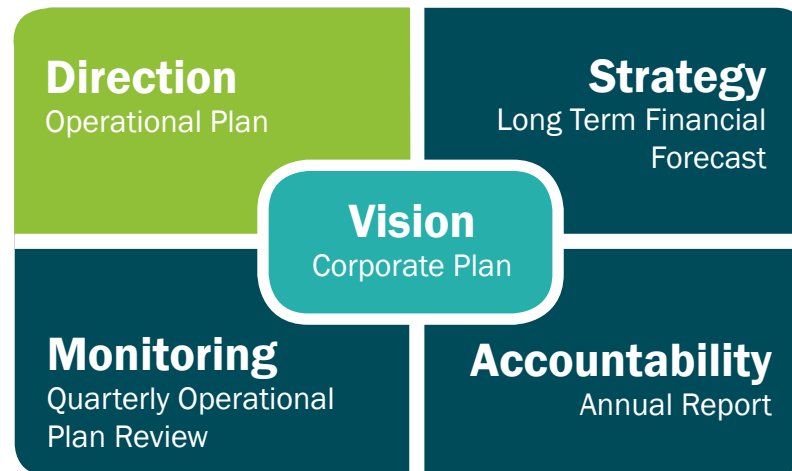 Direction
Operational Plan
Strategy
Long Term Financial
Forecast
Vision
Corporate Plan
Monitoring
Quarterly Operational
Plan Review
Accountability
Annual Report